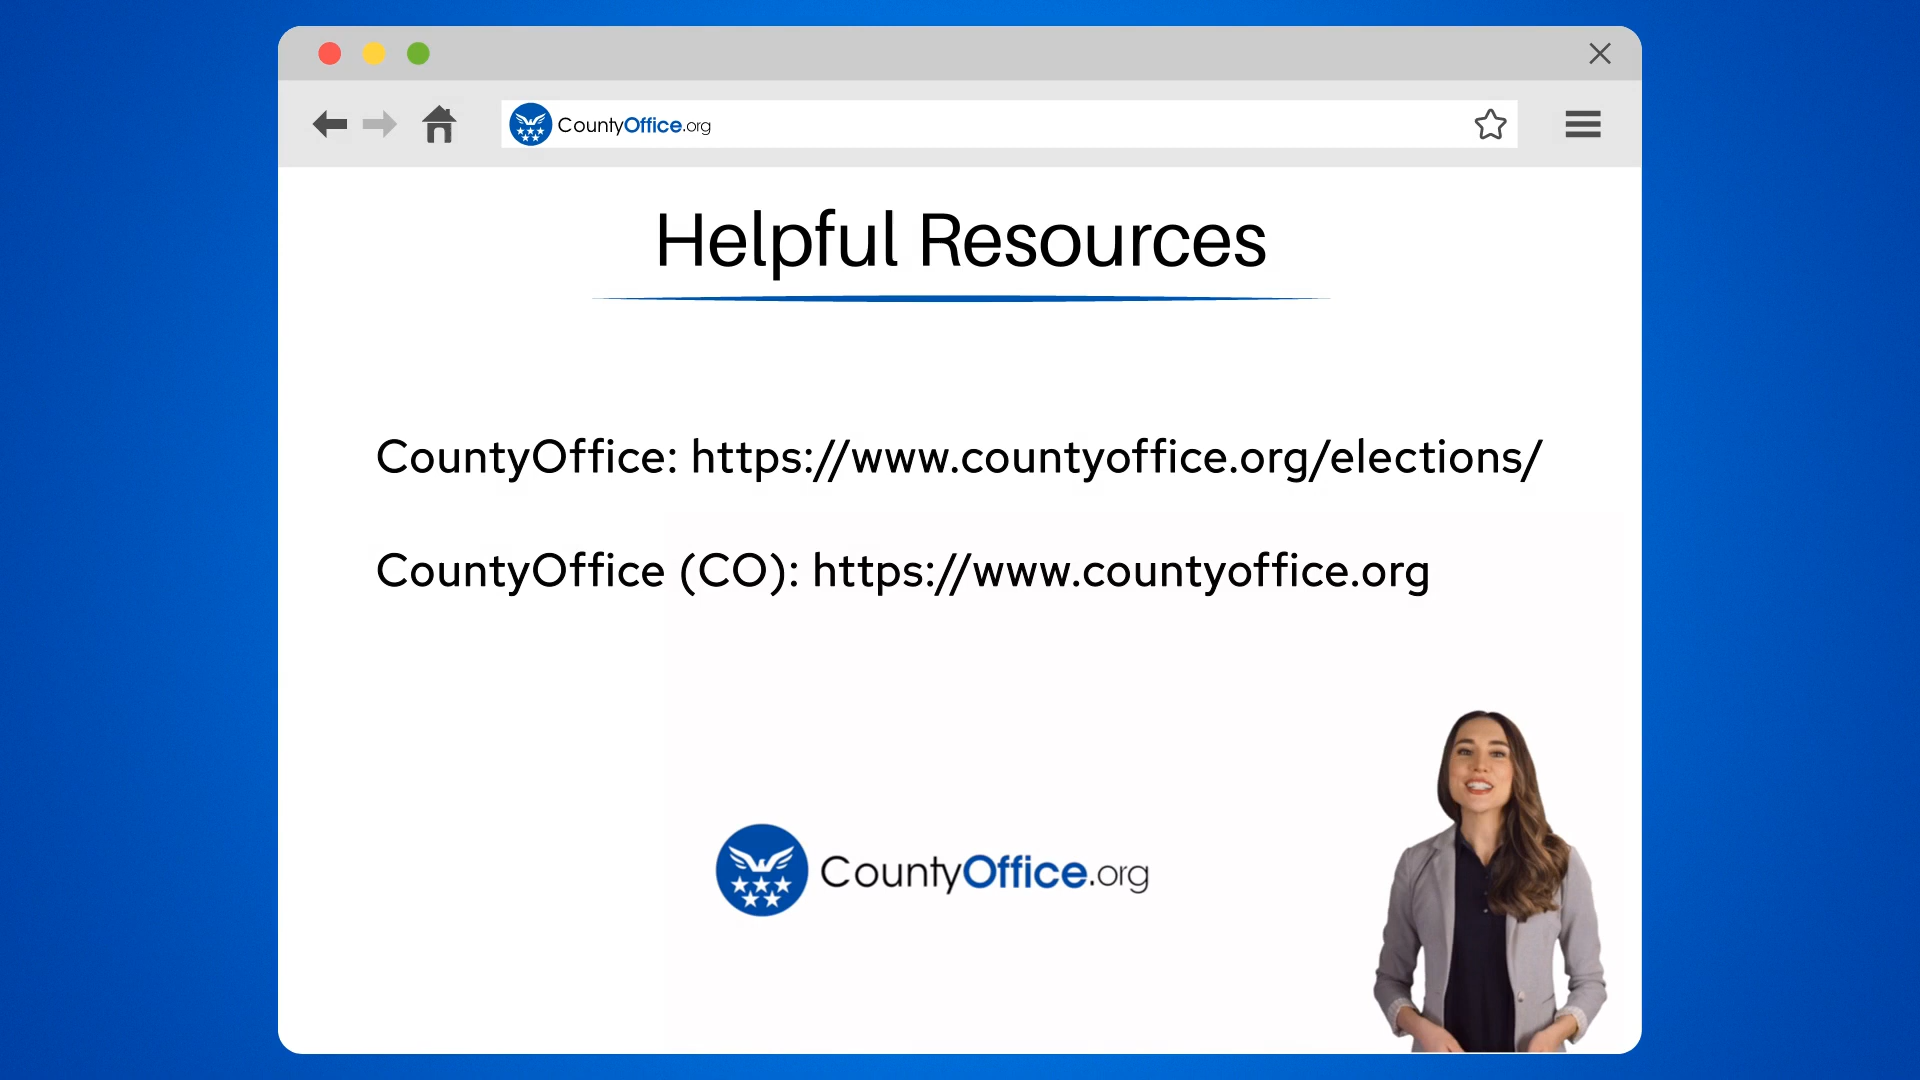 CountyOffice.org
Helpful Resources
CountyOffice: https://www.countyoffice.org/elections/
CountyOffice (CO): https://www.countyoffice.org
CountyOffice.org